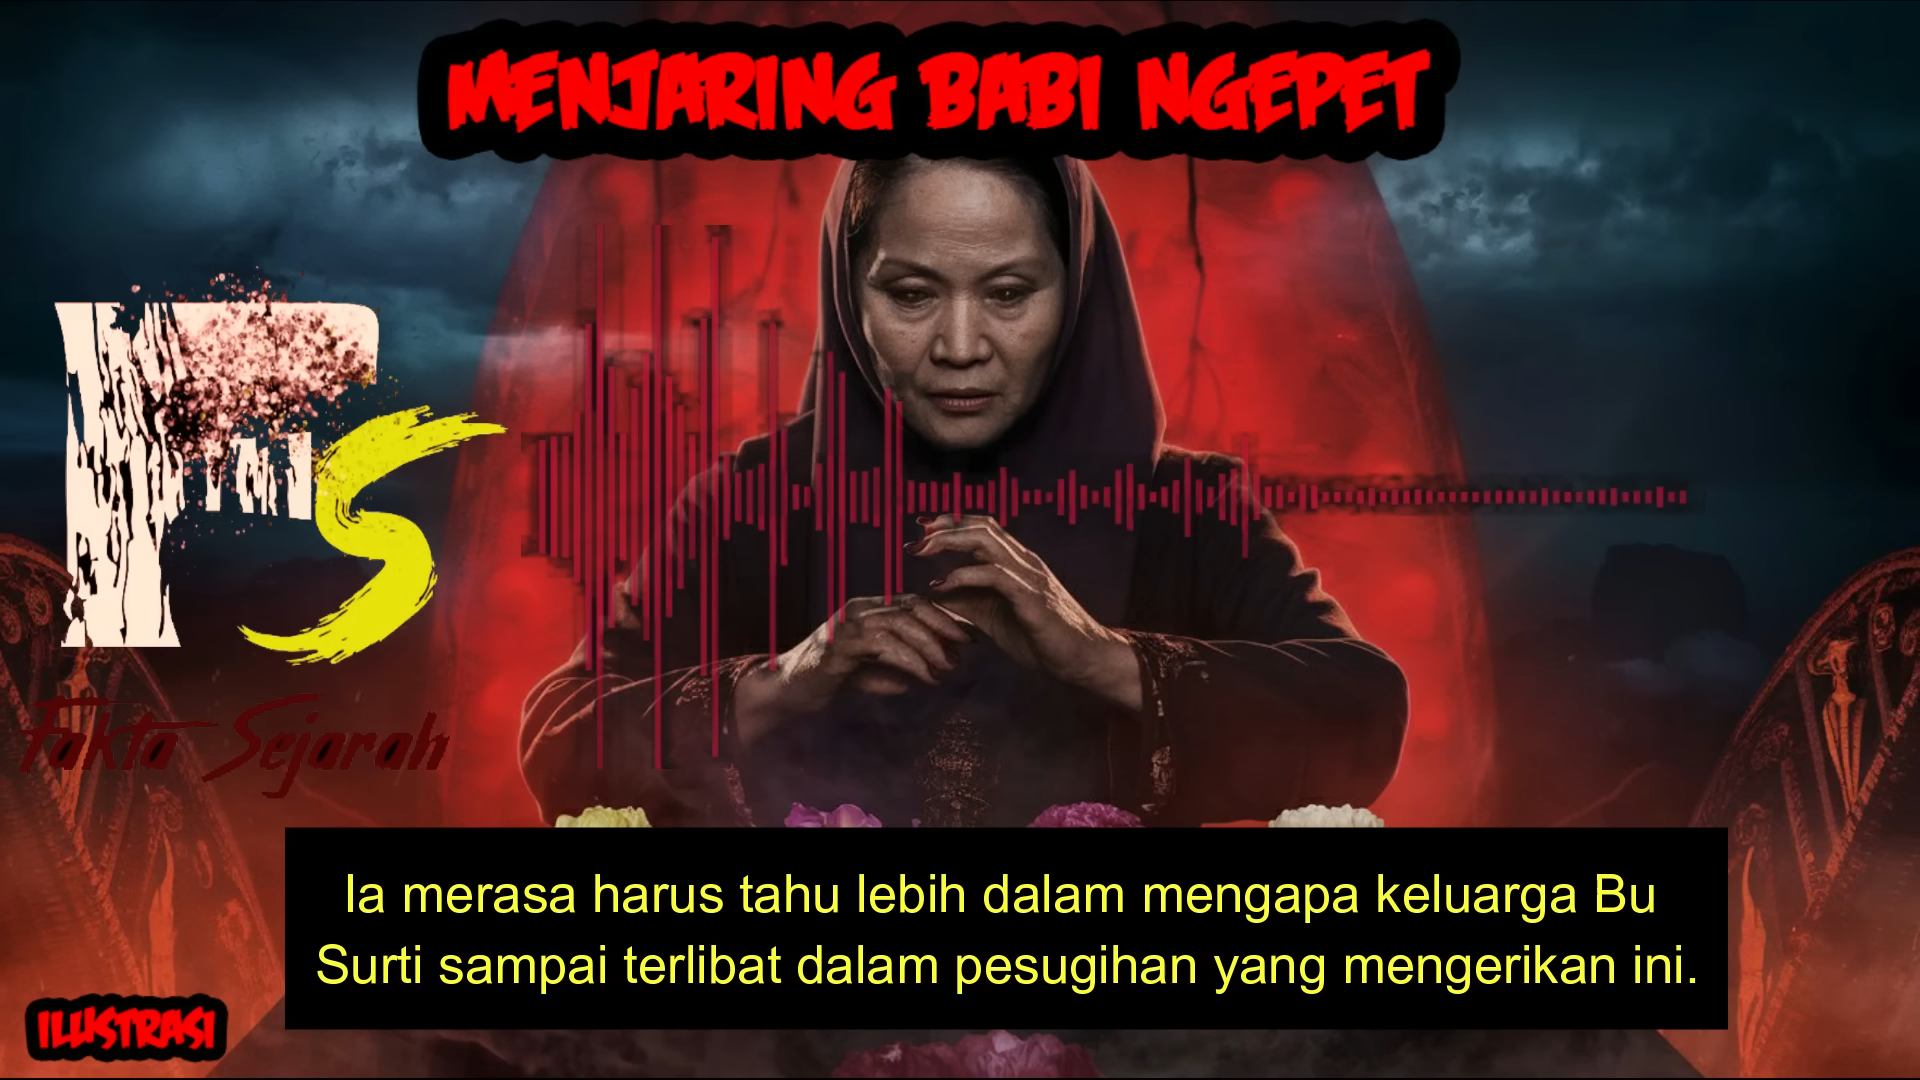 MENJARING BABI NGEPET
FS
Fakta Sejarah
Ia merasa harus tahu lebih dalam mengapa keluarga Bu
Surti sampai terlibat dalam pesugihan yang mengerikan ini.
ILUSTRASI